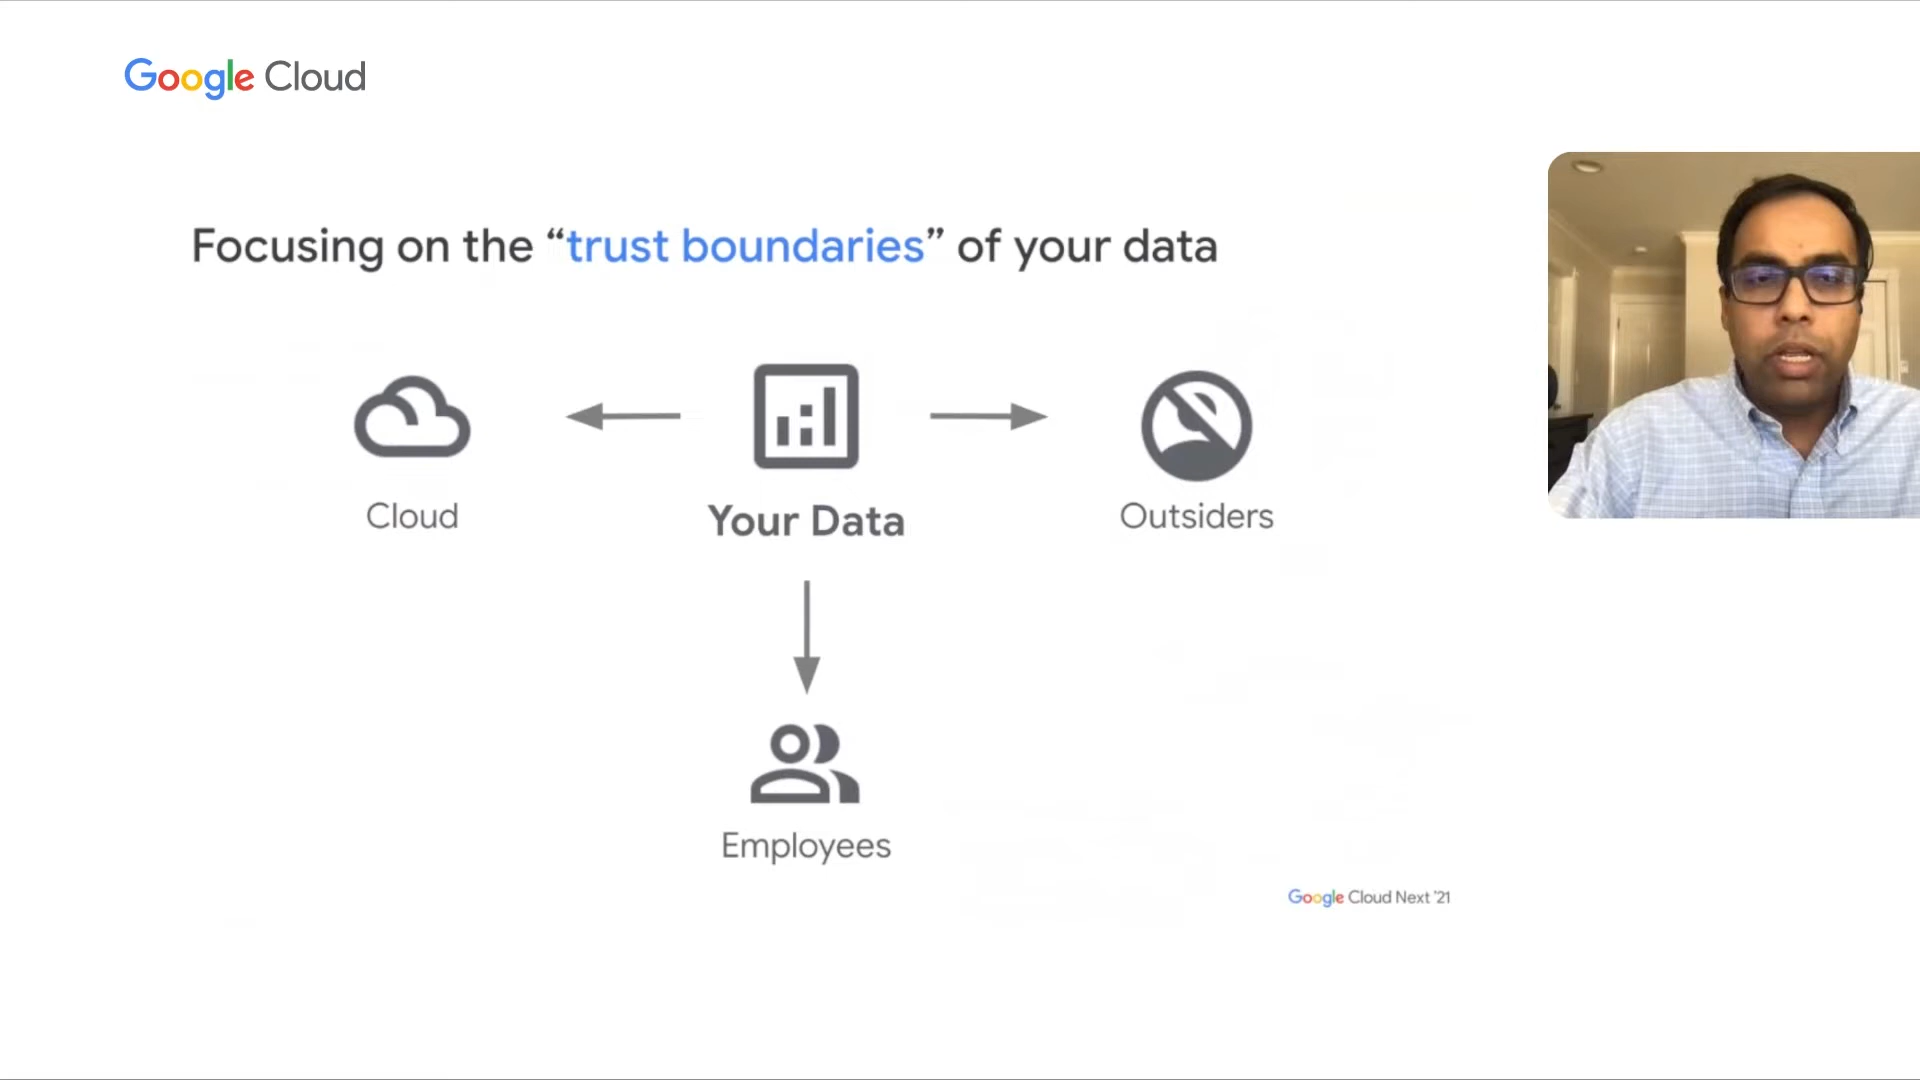 Google Cloud
Focusing on the “trust boundaries” of your data
Cloud
Your Data
Outsiders
Employees
Google Cloud Next '21